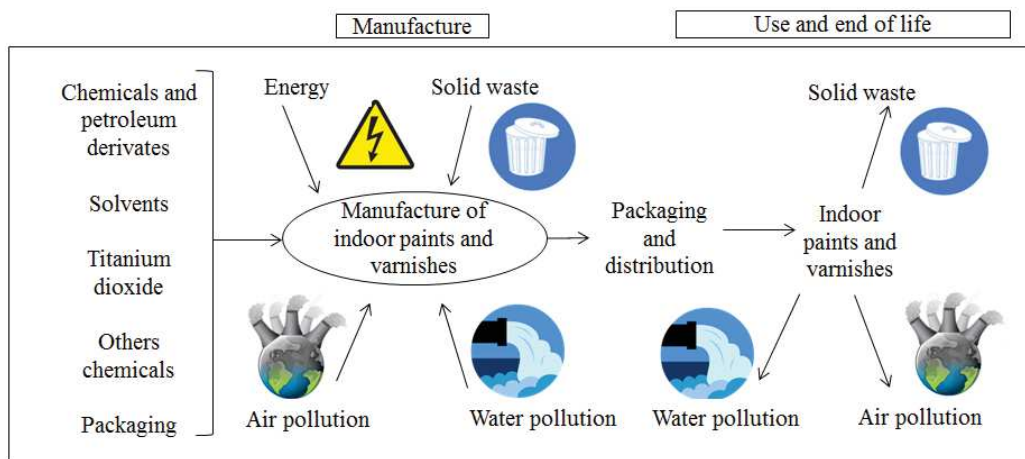 Manufacture
Use and end of life
Chemicals and
petroleum
derivates
Solvents
Titanium
dioxide
Others
chemicals
Packaging
Energy
Solid waste
Manufacture of
indoor paints and
varnishes
Air pollution
Water pollution
Packaging
and
distribution
Solid waste
Indoor
paints and
varnishes
Water pollution
Air pollution